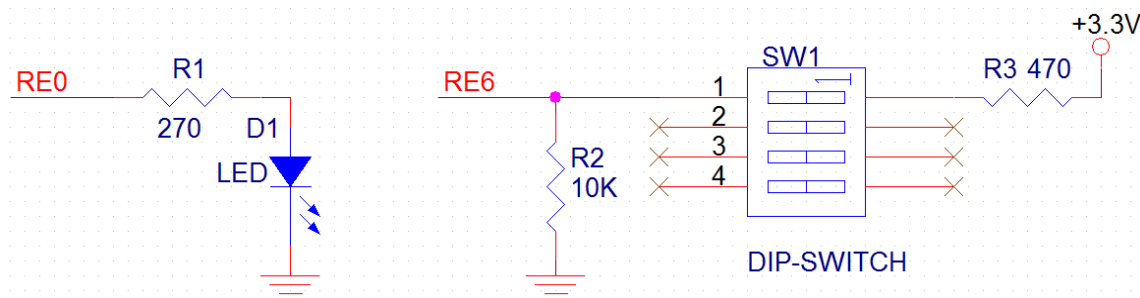 +3.3V
R1
SW1
R3 470
RE0
RE6
1
270
D1
2
LED
3
R2
10K
4
DIP-SWITCH